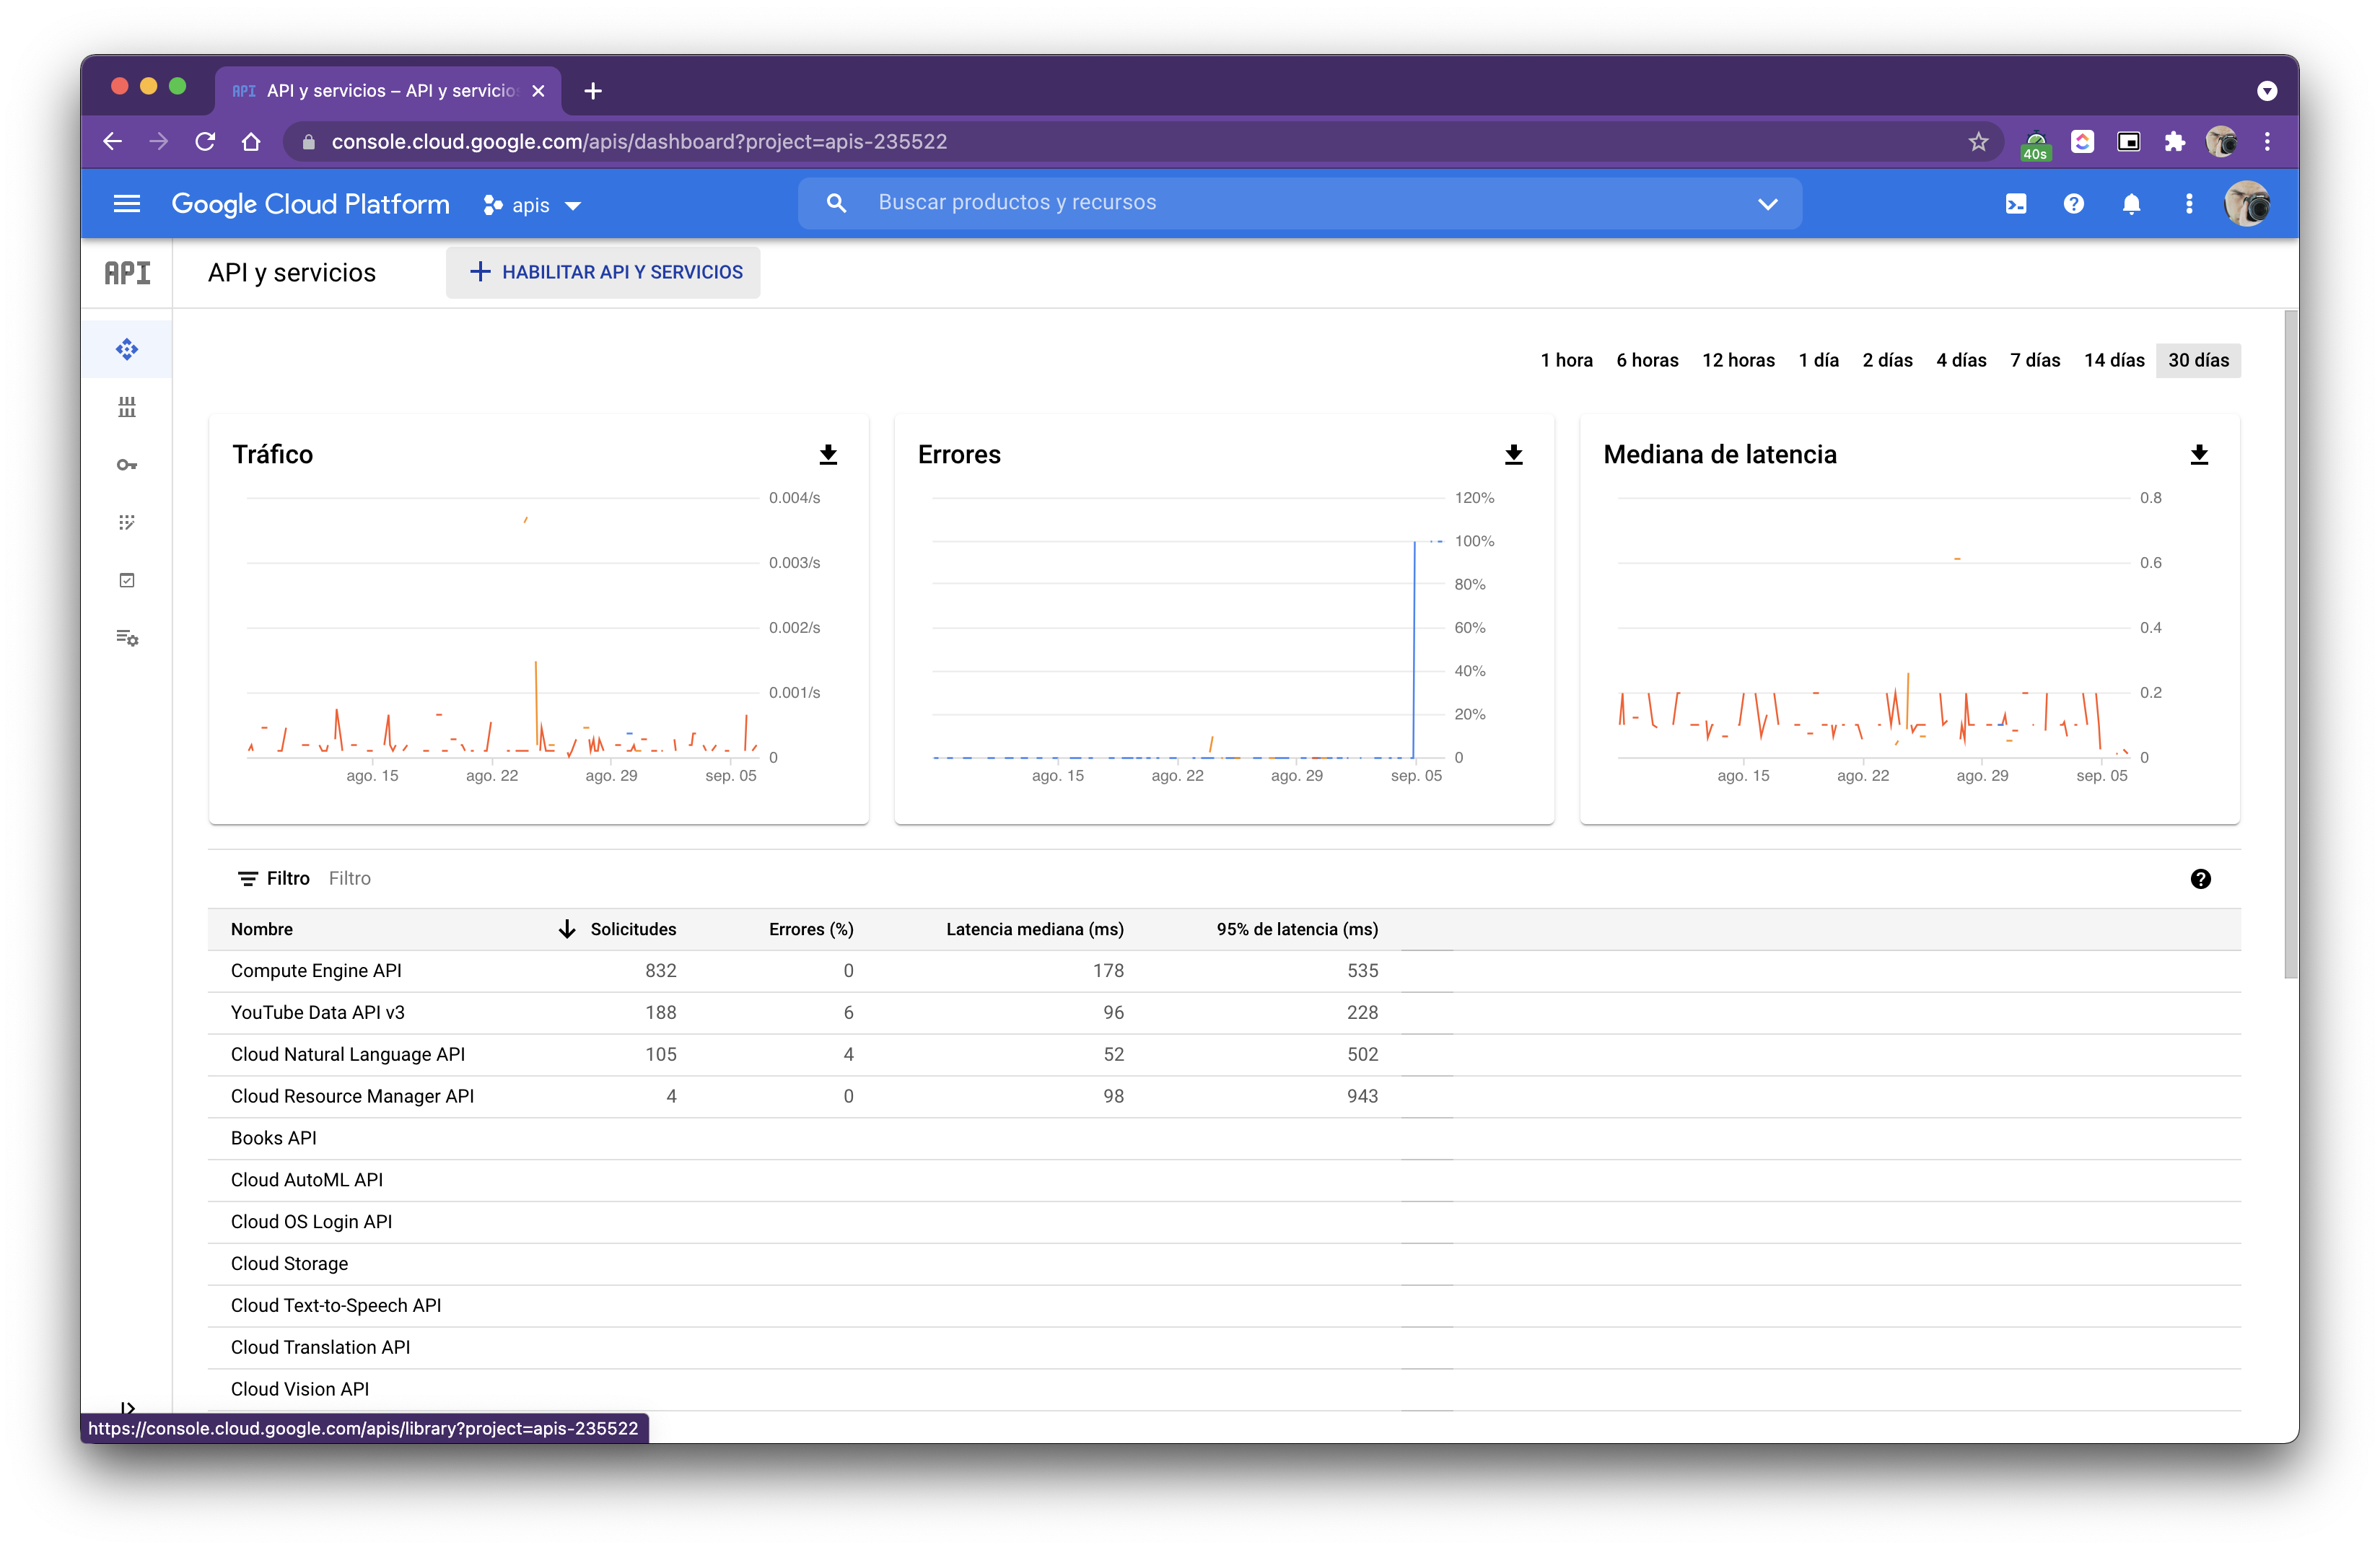 API API y servicios – API y servicio
console.cloud.google.com/apis/dashboard?project=apis-235522
40s
Google Cloud Platform apis Buscar productos y recursos
API API y servicios HABILITAR API Y SERVICIOS
1 hora 6 horas 12 horas 1 día 2 días 4 días 7 días 14 días 30 días
Tráfico
0.004/s
0.003/s
0.002/s
0.001/s
0
ago. 15 ago. 22 ago. 29 sep. 05
Errores
120%
100%
80%
60%
40%
20%
0
ago. 15 ago. 22 ago. 29 sep. 05
Mediana de latencia
0.8
0.6
0.4
0.2
0
ago. 15 ago. 22 ago. 29 sep. 05
Filtro Filtro
Nombre Solicitudes Errores (%) Latencia mediana (ms) 95% de latencia (ms)
Compute Engine API 832 0 178 535
YouTube Data API v3 188 6 96 228
Cloud Natural Language API 105 4 52 502
Cloud Resource Manager API 4 0 98 943
Books API
Cloud AutoML API
Cloud OS Login API
Cloud Storage
Cloud Text-to-Speech API
Cloud Translation API
Cloud Vision API
https://console.cloud.google.com/apis/library?project=apis-235522